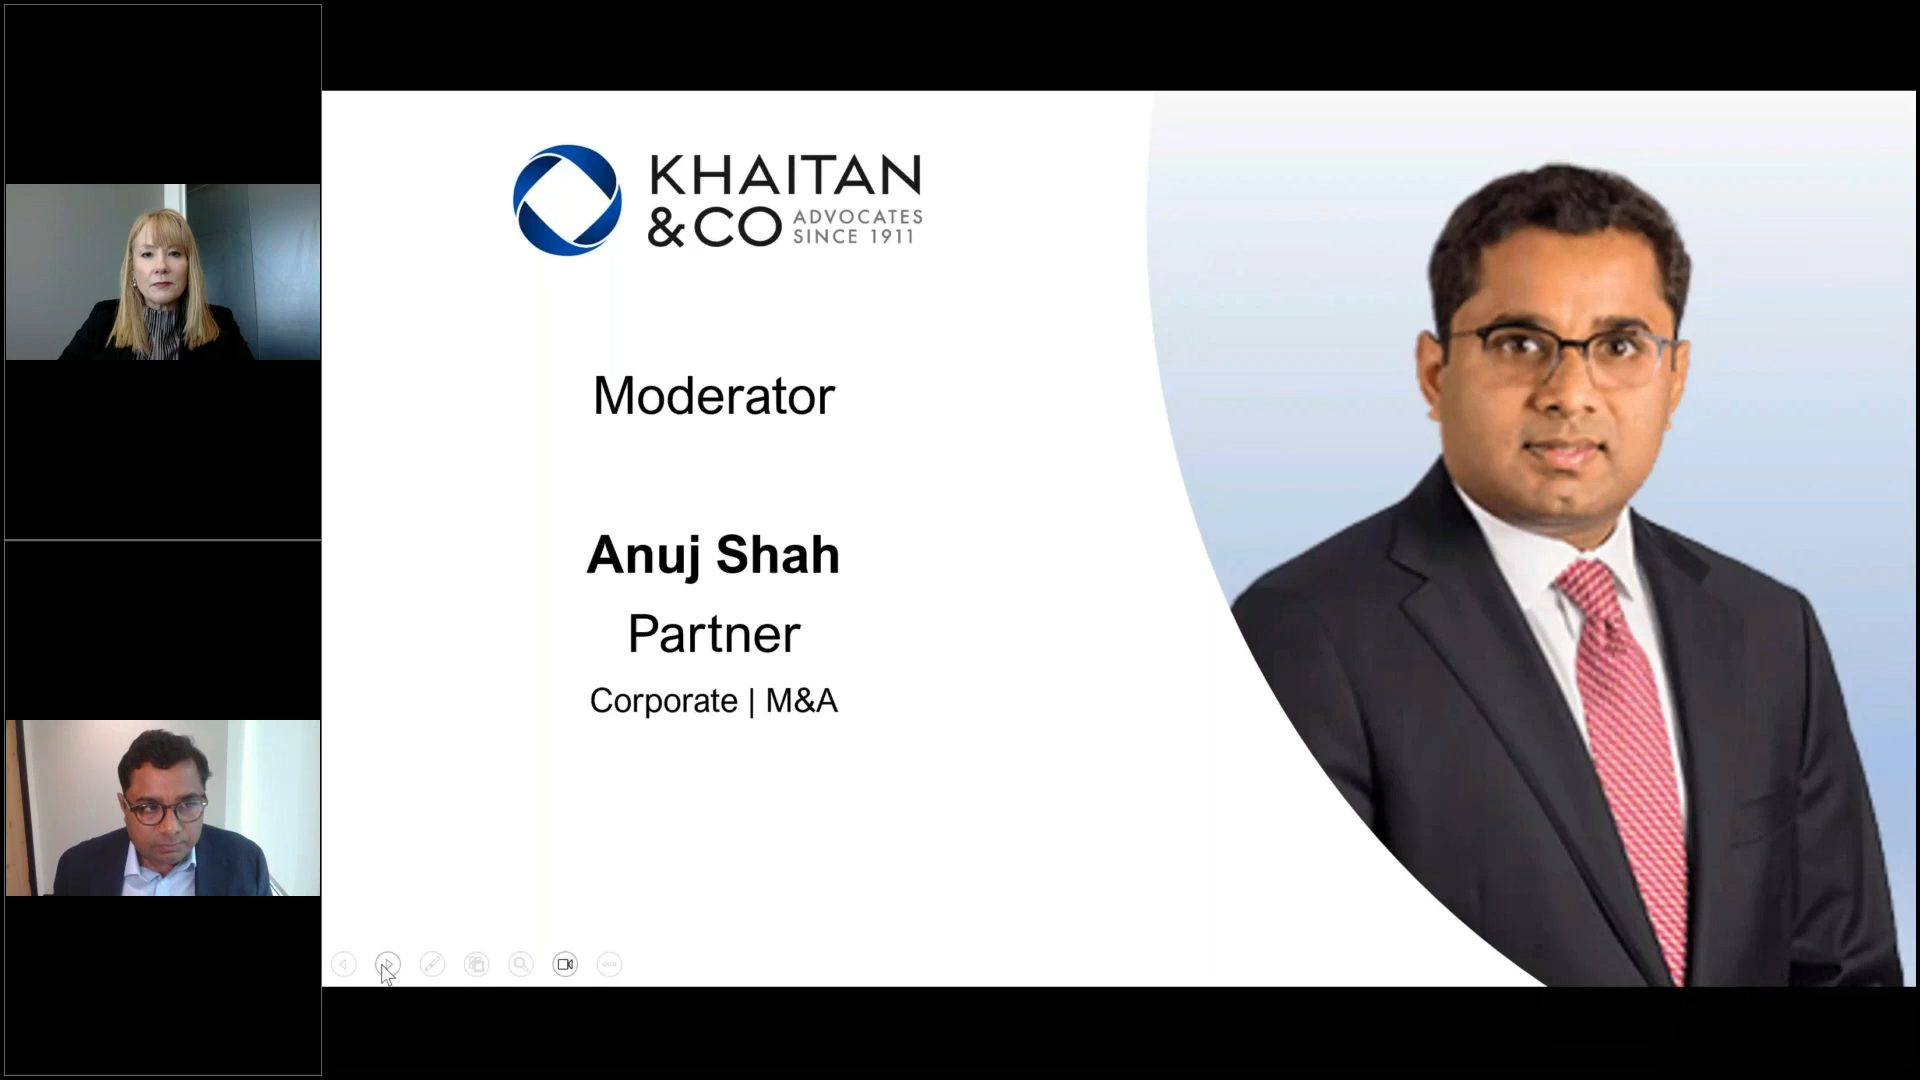 KHAITAN
&CO ADVOCATES
SINCE 1911
Moderator
Anuj Shah
Partner
Corporate | M&A